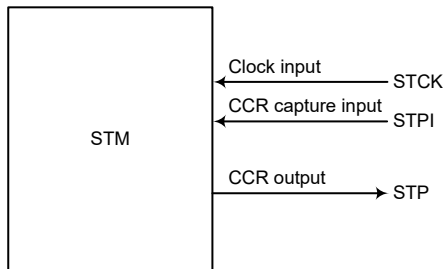 Clock input
STCK
CCR capture input
STPI
STM
CCR output
STP